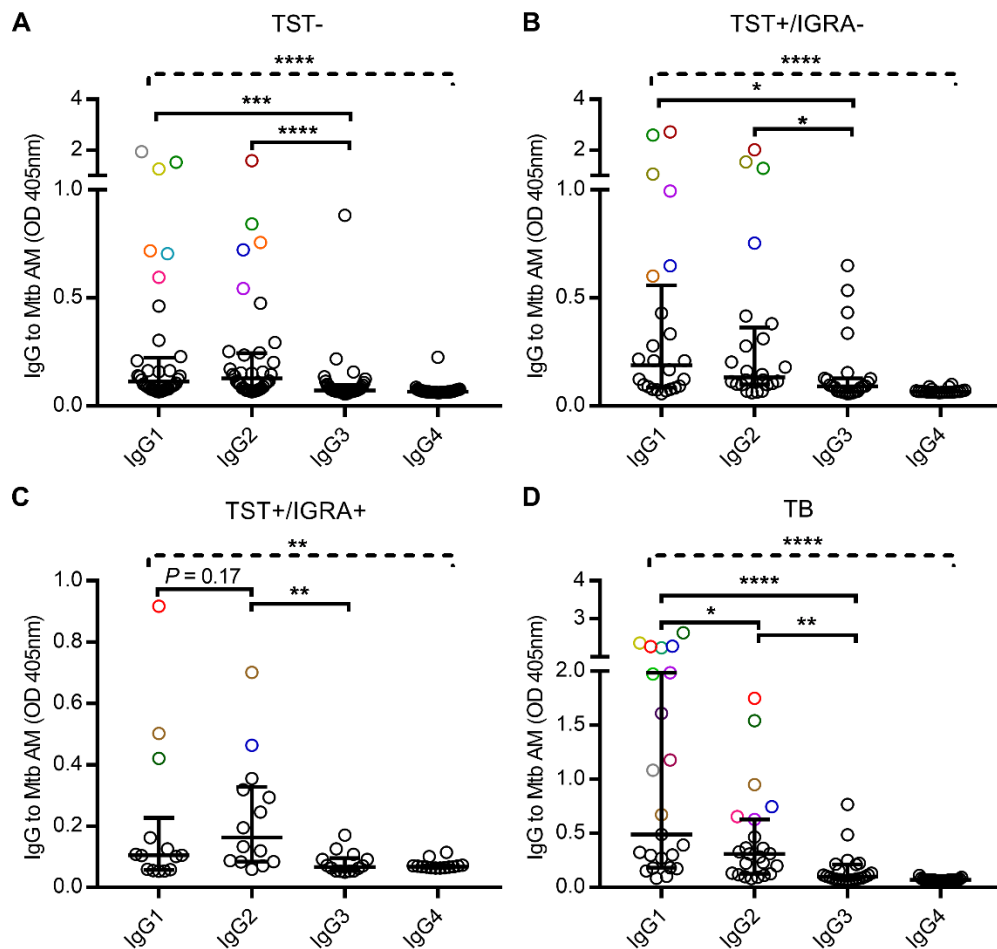 A
TST-
****
***
****
IgG to Mtb AM (OD 405nm)
4
2
1.0
0.5
0.0
IgG1
IgG2
IgG3
IgG4
B
TST+/IGRA-
****
*
*
IgG to Mtb AM (OD 405nm)
4
2
1.0
0.5
0.0
IgG1
IgG2
IgG3
IgG4
C
TST+/IGRA+
**
P = 0.17
**
IgG to Mtb AM (OD 405nm)
1.0
0.8
0.6
0.4
0.2
0.0
IgG1
IgG2
IgG3
IgG4
D
TB
****
****
*
**
IgG to Mtb AM (OD 405nm)
4
3
2.0
1.5
1.0
0.5
0.0
IgG1
IgG2
IgG3
IgG4